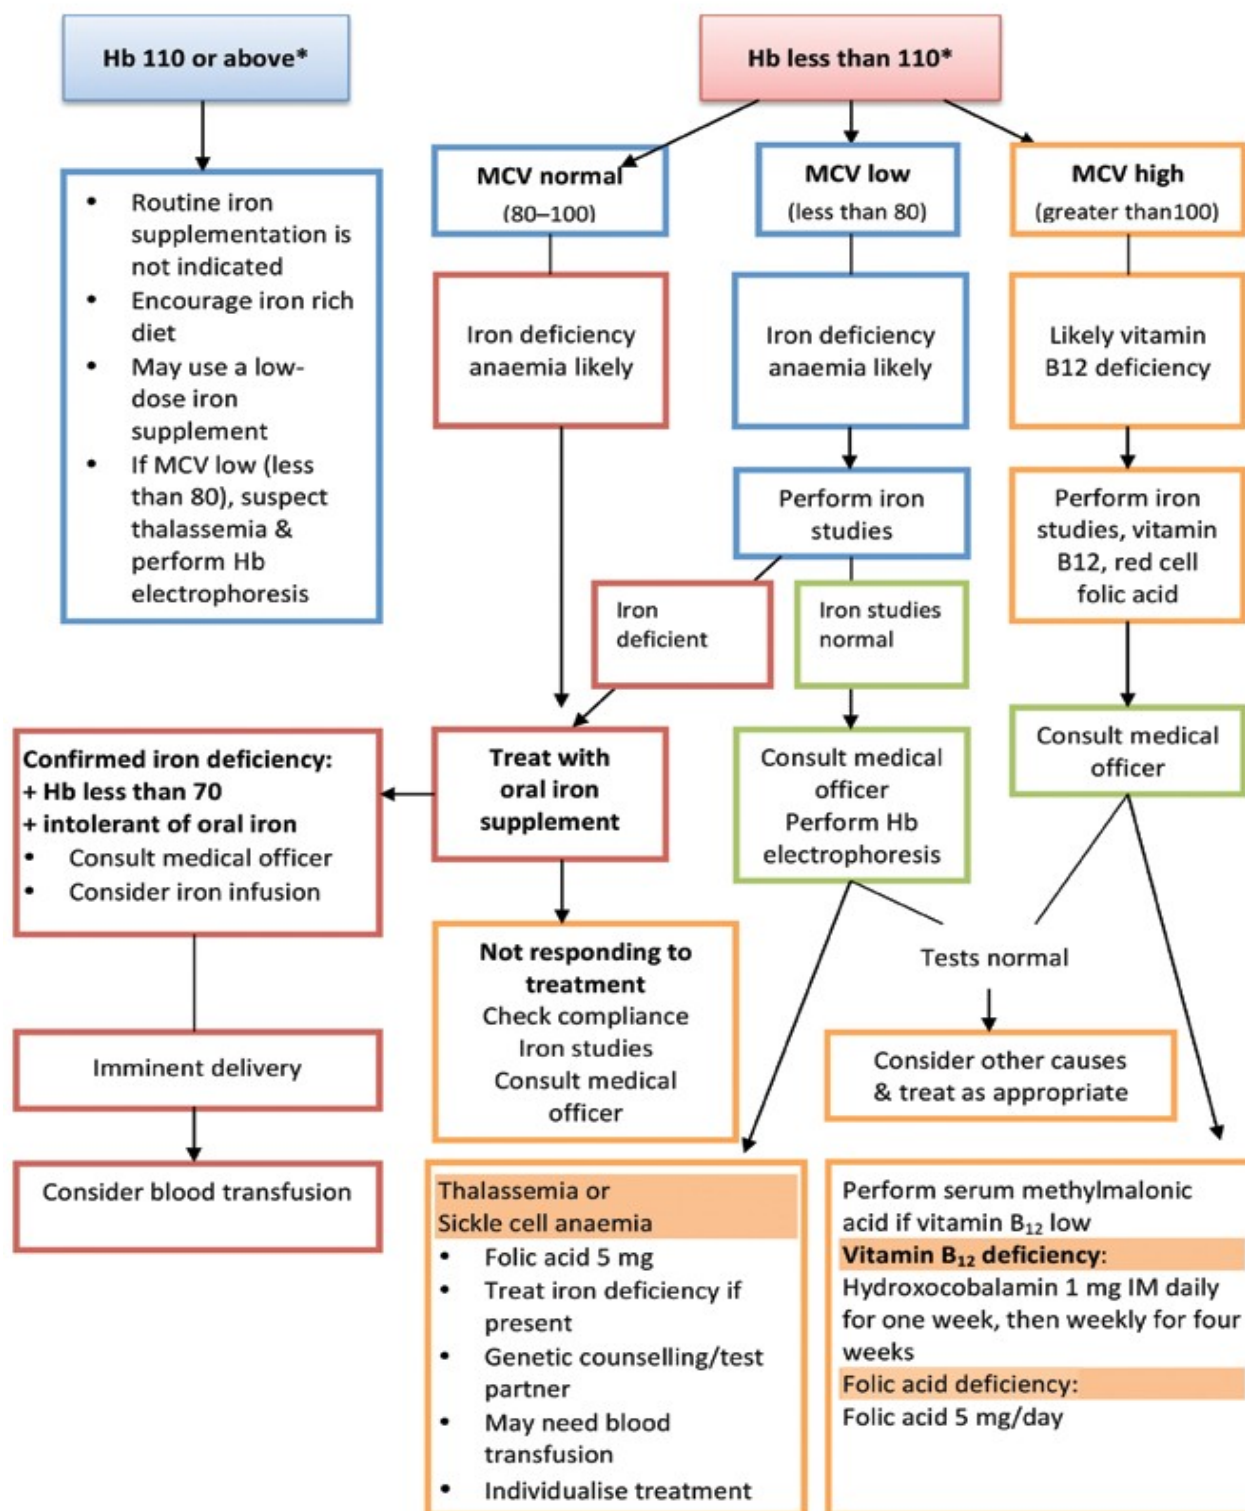 Hb 110 or above*
Hb less than 110*
• Routine iron
supplementation is
not indicated
• Encourage iron rich
diet
• May use a low-
dose iron
supplement
• If MCV low (less
than 80), suspect
thalassemia &
perform Hb
electrophoresis
MCV normal
(80–100)
MCV low
(less than 80)
MCV high
(greater than100)
Iron deficiency
anaemia likely
Iron deficiency
anaemia likely
Likely vitamin
B12 deficiency
Perform iron
studies
Perform iron
studies, vitamin
B12, red cell
folic acid
Iron
deficient
Iron studies
normal
Confirmed iron deficiency:
+ Hb less than 70
+ intolerant of oral iron
• Consult medical officer
• Consider iron infusion
Treat with
oral iron
supplement
Consult medical
officer
Perform Hb
electrophoresis
Consult medical
officer
Not responding to
treatment
Check compliance
Iron studies
Consult medical
officer
Tests normal
Imminent delivery
Consider other causes
& treat as appropriate
Consider blood transfusion
Thalassemia or
Sickle cell anaemia
• Folic acid 5 mg
• Treat iron deficiency if
present
• Genetic counselling/test
partner
• May need blood
transfusion
• Individualise treatment
Perform serum methylmalonic
acid if vitamin B₁₂ low
Vitamin B₁₂ deficiency:
Hydroxocobalamin 1 mg IM daily
for one week, then weekly for four
weeks
Folic acid deficiency:
Folic acid 5 mg/day